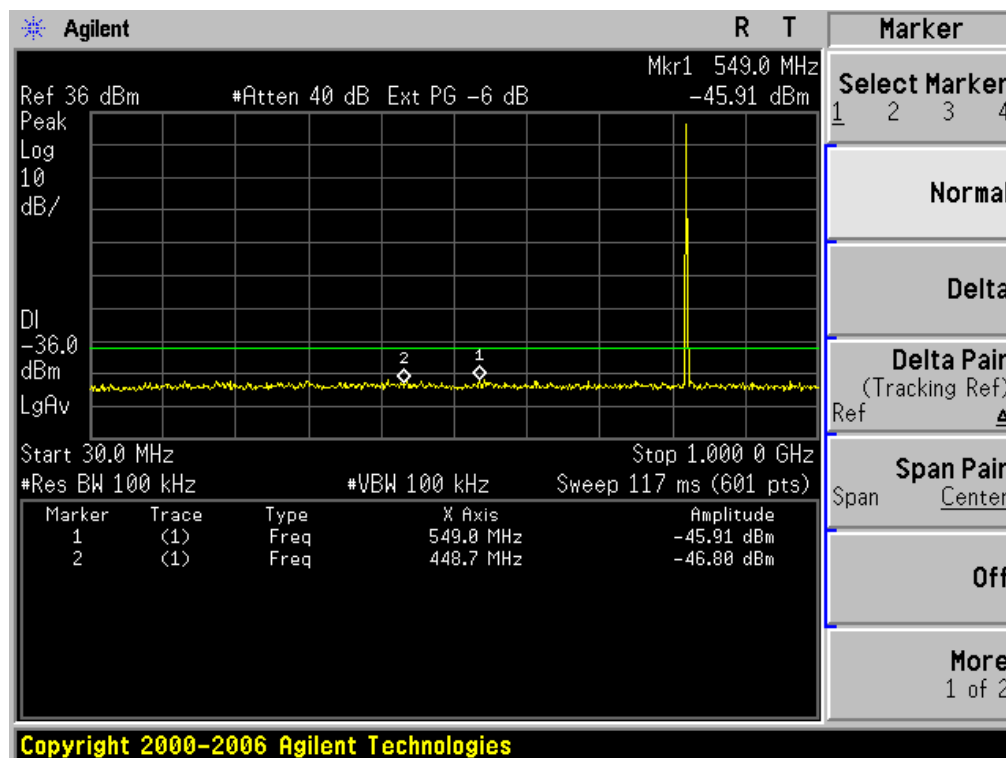 Agilent R T
Mkr1 549.0 MHz
Ref 36 dBm #Atten 40 dB Ext PG -6 dB -45.91 dBm
Peak
Log
10
dB/
DI
-36.0
dBm
LgAv
2 1
Start 30.0 MHz Stop 1.000 0 GHz
#Res BW 100 kHz #VBW 100 kHz Sweep 117 ms (601 pts)
Marker Trace Type X Axis Amplitude
1 (1) Freq 549.0 MHz -45.91 dBm
2 (1) Freq 448.7 MHz -46.80 dBm
Marker
Select Marker
1 2 3 4
Normal
Delta
Delta Pair
(Tracking Ref)
Ref Δ
Span Pair
Span Center
Off
More
1 of 2
Copyright 2000-2006 Agilent Technologies